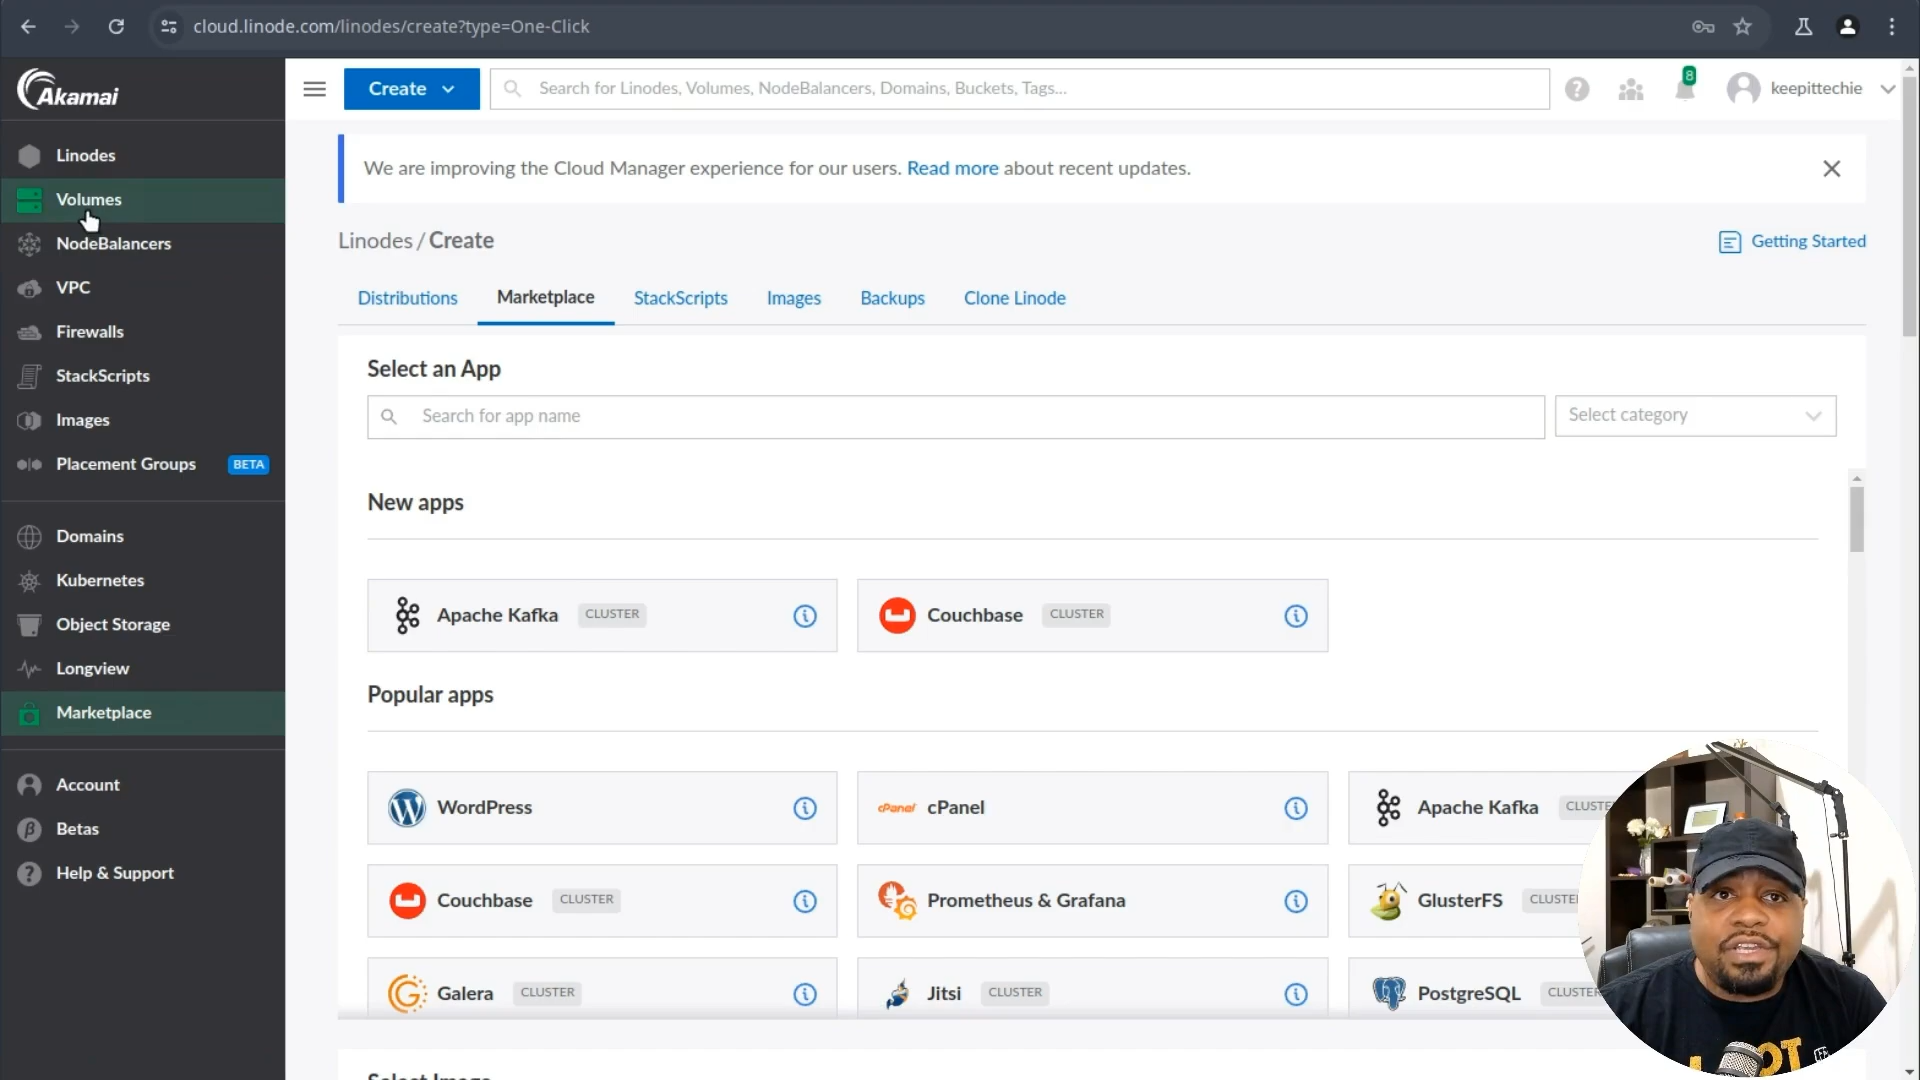 cloud.linode.com/linodes/create?type=One-Click
Akamai
Create
Search for Linodes, Volumes, NodeBalancers, Domains, Buckets, Tags...
8
keepittechie
Linodes
Volumes
NodeBalancers
VPC
Firewalls
StackScripts
Images
Placement Groups BETA
Domains
Kubernetes
Object Storage
Longview
Marketplace
Account
Betas
Help & Support
We are improving the Cloud Manager experience for our users. Read more about recent updates.
Linodes / Create
Getting Started
Distributions Marketplace StackScripts Images Backups Clone Linode
Select an App
Search for app name
Select category
New apps
Apache Kafka CLUSTER
Couchbase CLUSTER
Popular apps
WordPress
cPanel cPanel
Apache Kafka CLUSTE
Couchbase CLUSTER
Prometheus & Grafana
GlusterFS CLUSTE
Galera CLUSTER
Jitsi CLUSTER
PostgreSQL CLUSTER
Select Image